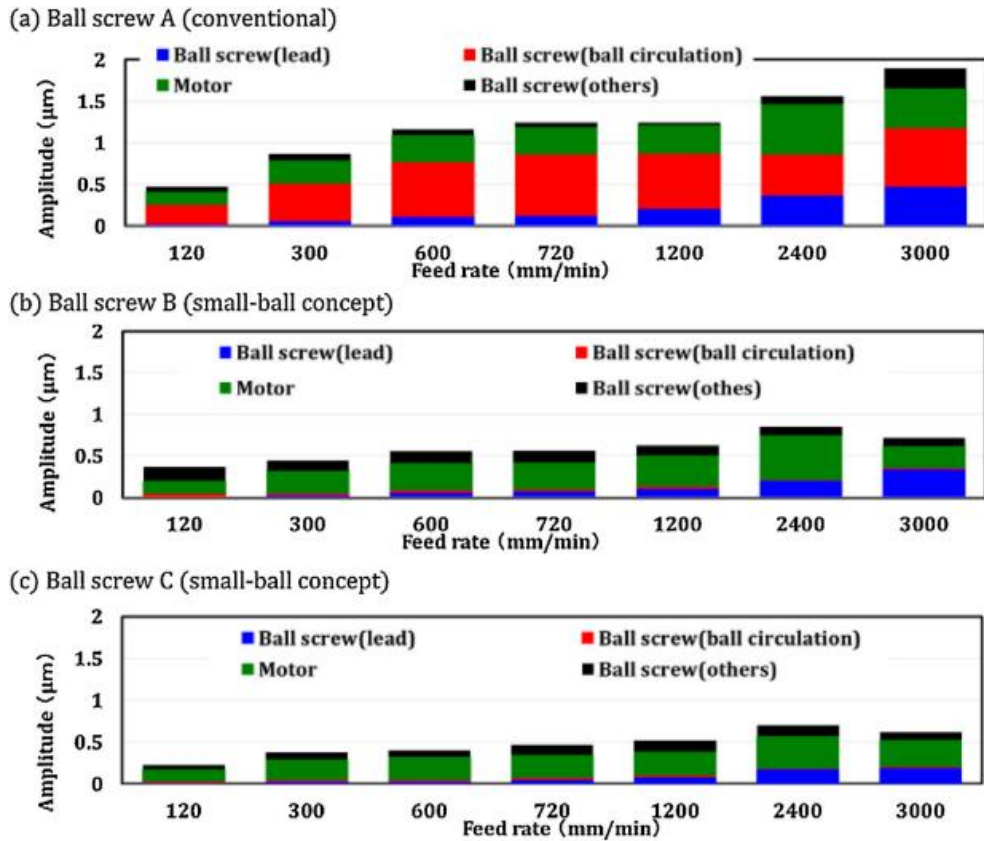 (a) Ball screw A (conventional)
Ball screw(lead)
Ball screw(ball circulation)
Motor
Ball screw(others)
Amplitude (μm)
2
1.5
1
0.5
0
120 300 600 720 1200 2400 3000
Feed rate (mm/min)
(b) Ball screw B (small-ball concept)
Ball screw(lead)
Ball screw(ball circulation)
Motor
Ball screw(othes)
Amplitude (μm)
2
1.5
1
0.5
0
120 300 600 720 1200 2400 3000
Feed rate (mm/min)
(c) Ball screw C (small-ball concept)
Ball screw(lead)
Ball screw(ball circulation)
Motor
Ball screw(others)
Amplitude (μm)
2
1.5
1
0.5
0
120 300 600 720 1200 2400 3000
Feed rate (mm/min)